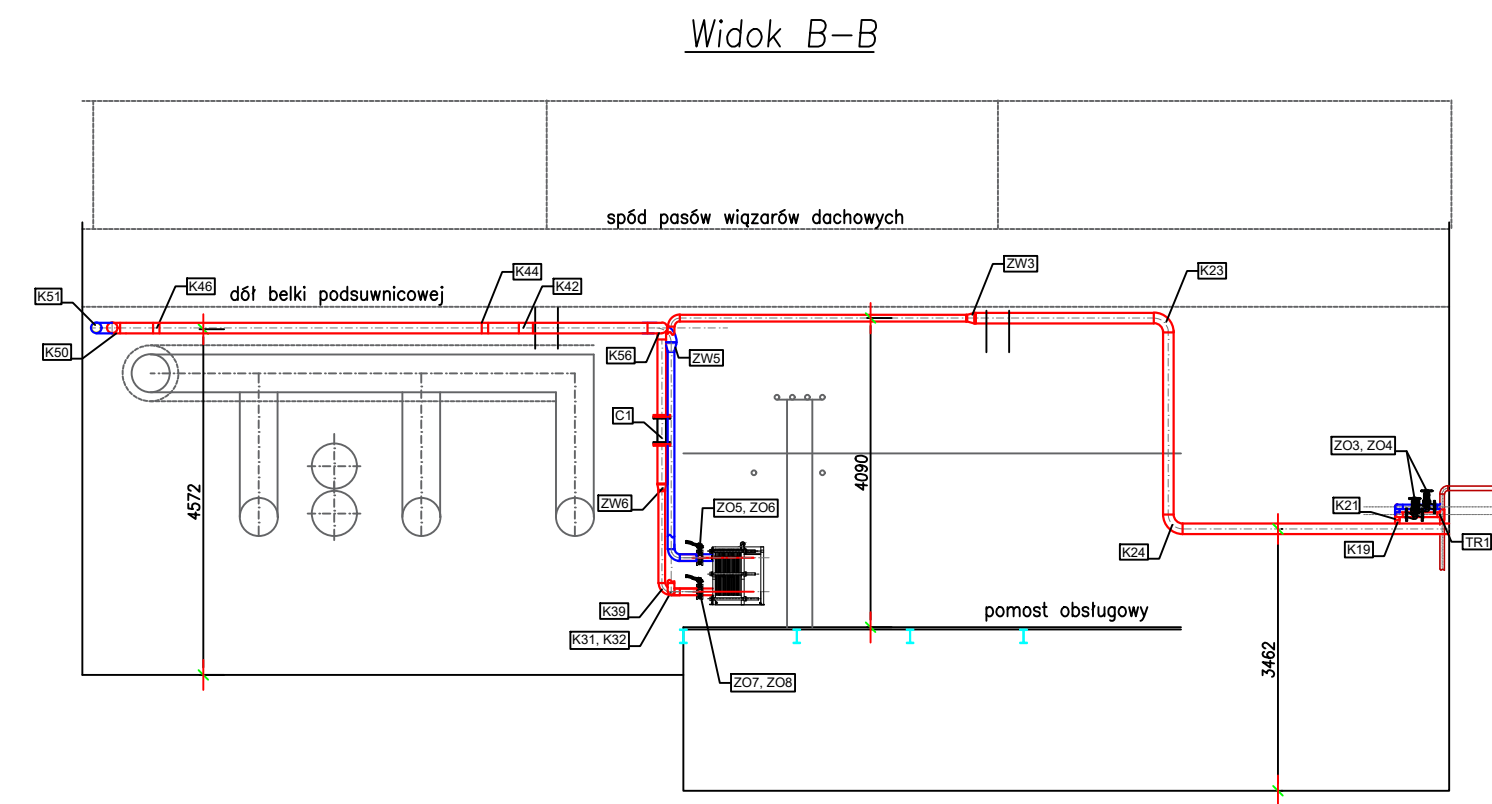 Widok B-B
spód pasów wiązarów dachowych
ZW3
K23
K44
K46
K42
K51
dół belki podsuwnicowej
K50
K56
ZW5
C1
ZO3, ZO4
4572
4090
ZW6
ZO5, ZO6
K21
K24
K19
TR1
K39
pomost obsługowy
K31, K32
3462
ZO7, ZO8